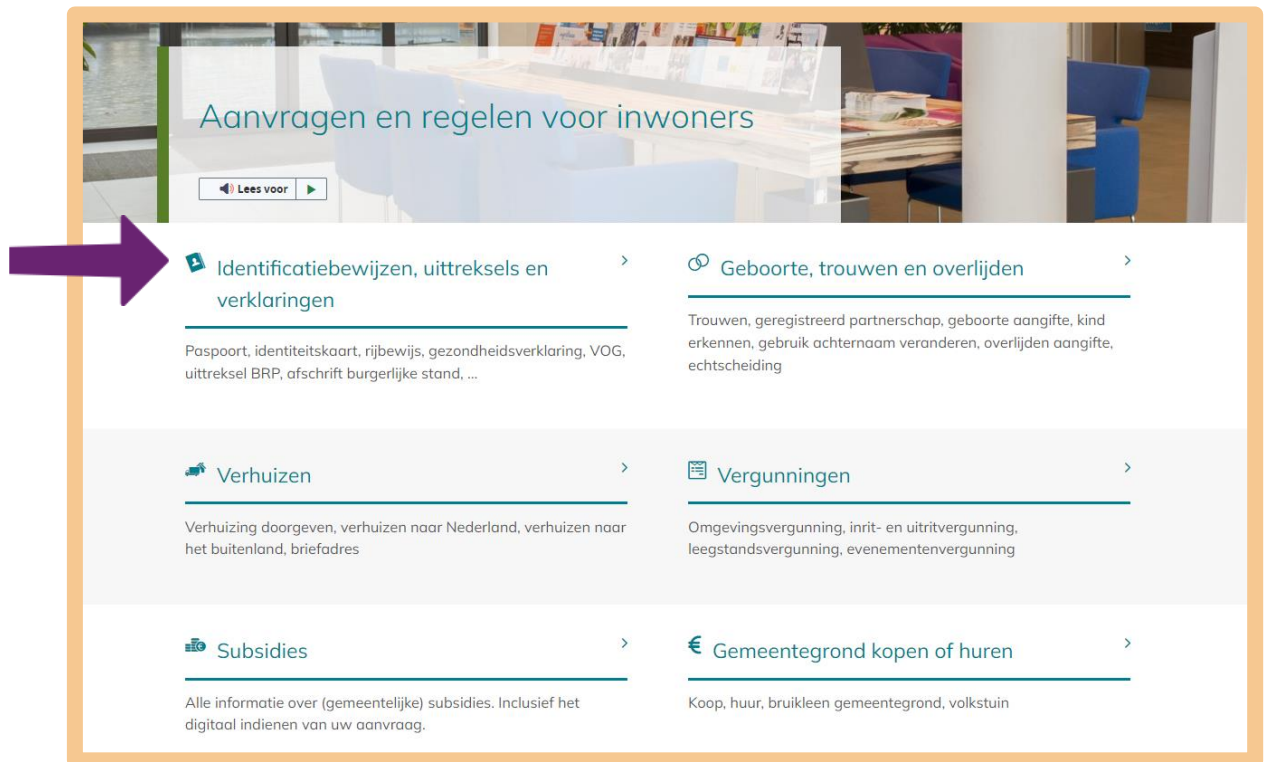 Aanvragen en regelen voor inwoners
Lees voor
Identificatiebewijzen, uittreksels en
verklaringen
Paspoort, identiteitskaart, rijbewijs, gezondheidsverklaring, VOG,
uittreksel BRP, afschrift burgerlijke stand, ...
Geboorte, trouwen en overlijden
Trouwen, geregistreerd partnerschap, geboorte aangifte, kind
erkennen, gebruik achternaam veranderen, overlijden aangifte,
echtscheiding
Verhuizen
Verhuizing doorgeven, verhuizen naar Nederland, verhuizen naar
het buitenland, briefadres
Vergunningen
Omgevingsvergunning, inrit- en uitritvergunning,
leegstandsvergunning, evenementenvergunning
Subsidies
Alle informatie over (gemeentelijke) subsidies. Inclusief het
digitaal indienen van uw aanvraag.
€ Gemeentegrond kopen of huren
Koop, huur, bruikleen gemeentegrond, volkstuin